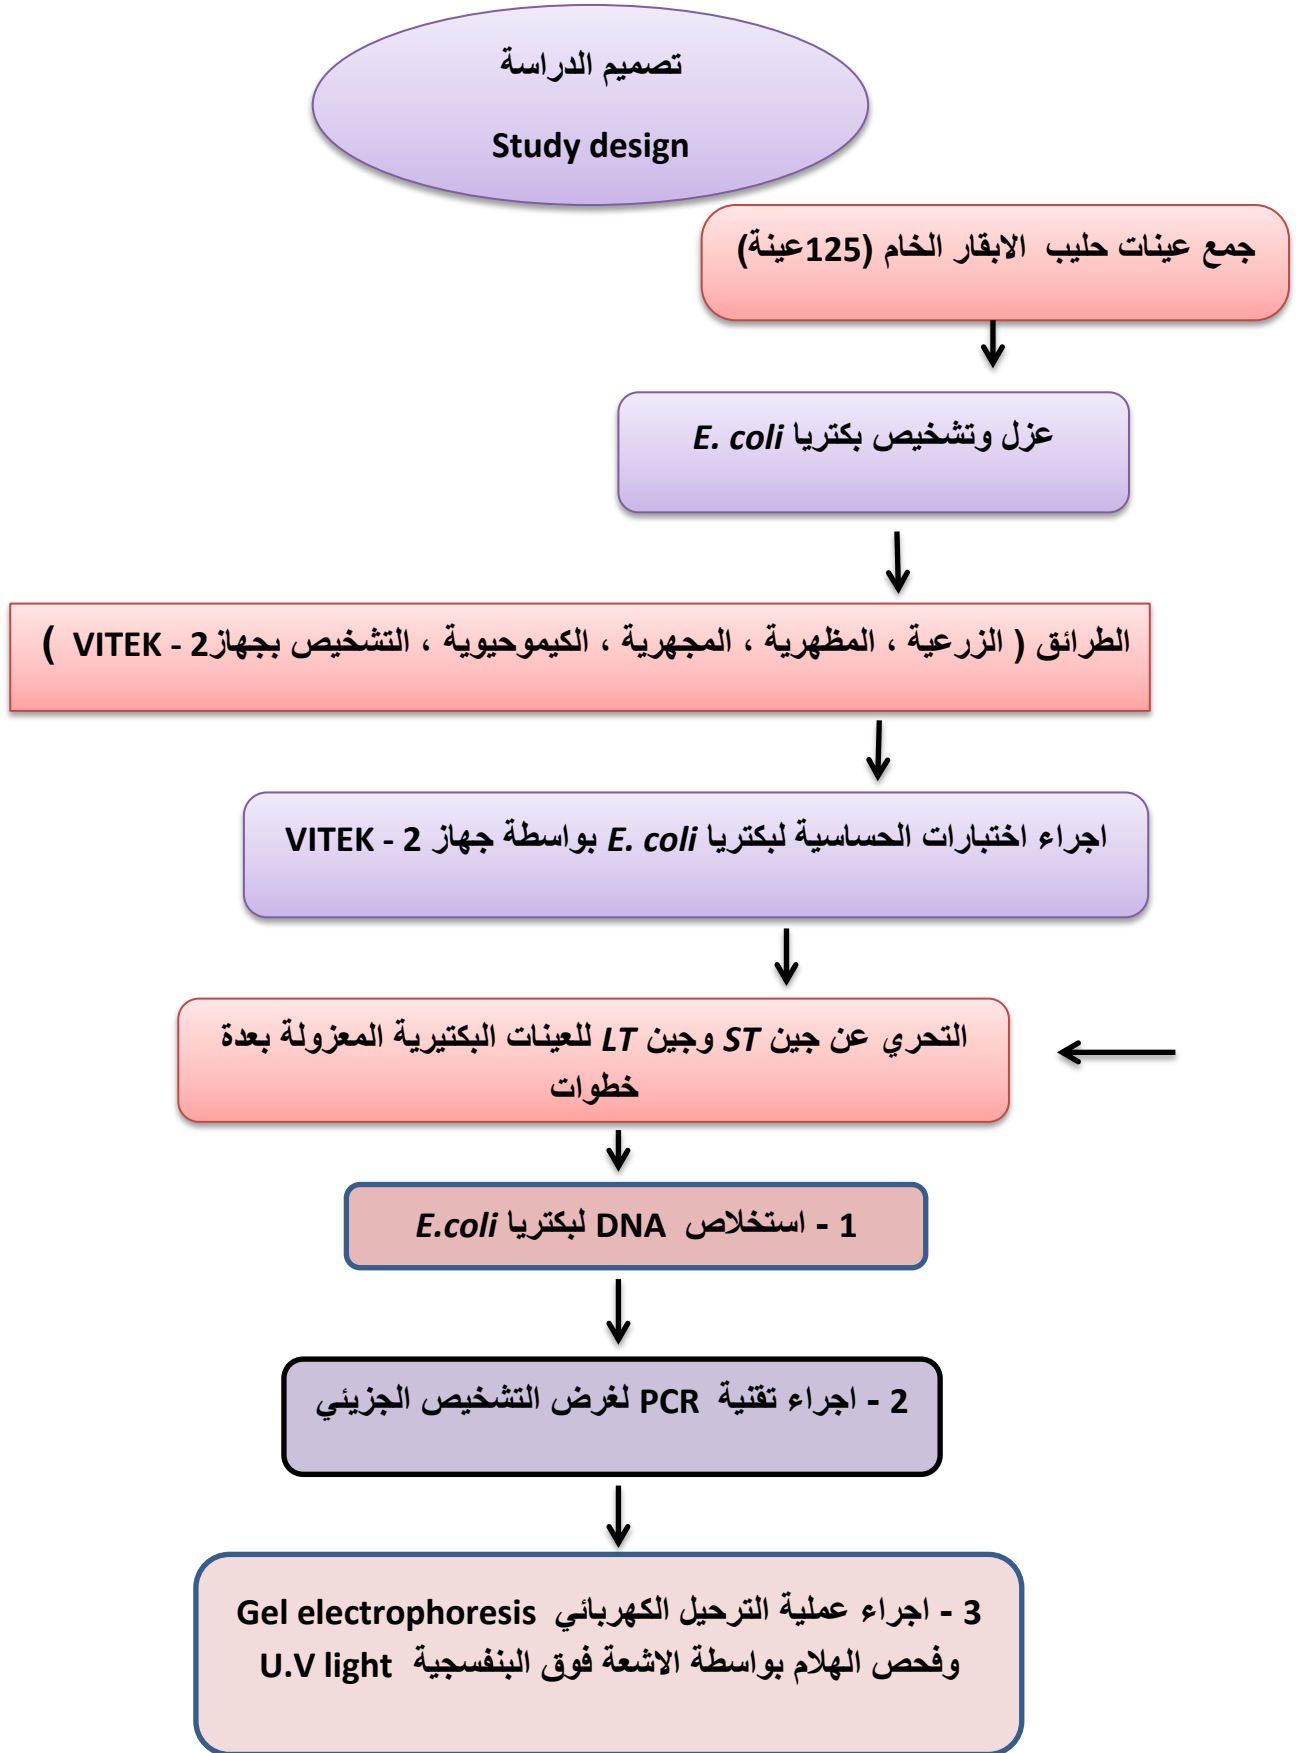 تصميم الدراسة
Study design
جمع عينات حليب الابقار الخام (125عينة)
عزل وتشخيص بكتريا E. coli
الطرائق ( الزرعية ، المظهرية ، المجهرية ، الكيموحيوية ، التشخيص بجهاز VITEK - 2 )
اجراء اختبارات الحساسية لبكتريا E. coli بواسطة جهاز VITEK - 2
التحري عن جين ST وجين LT للعينات البكتيرية المعزولة بعدة
خطوات
1 - استخلاص DNA لبكتريا E.coli
2 - اجراء تقنية PCR لغرض التشخيص الجزيئي
3 - اجراء عملية الترحيل الكهربائي Gel electrophoresis
وفحص الهلام بواسطة الاشعة فوق البنفسجية U.V light